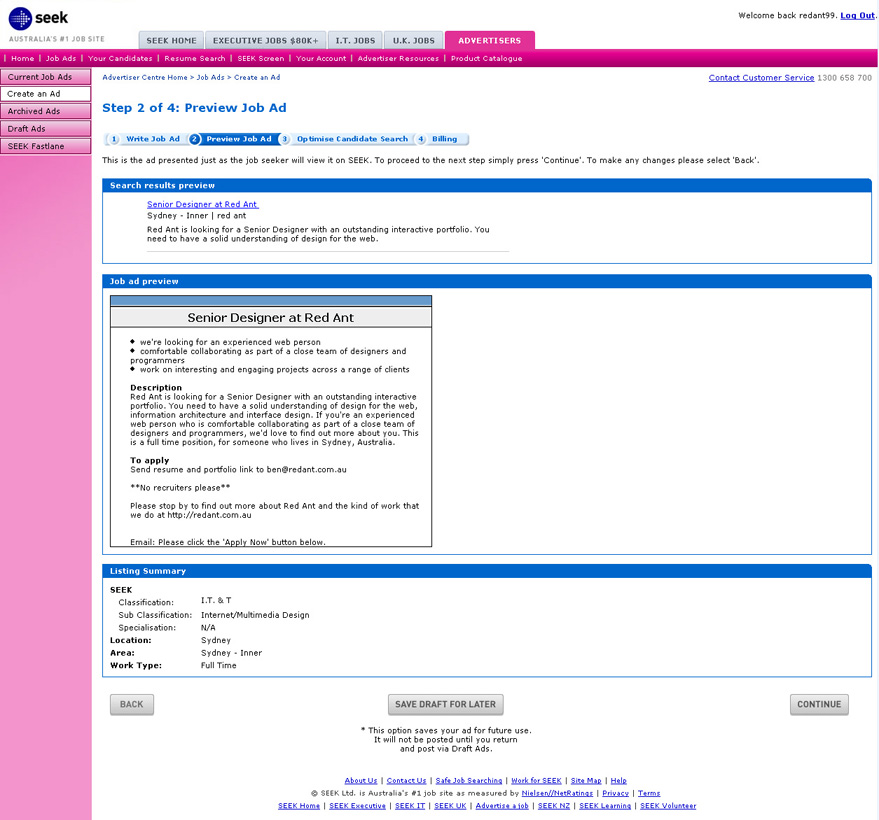 seek
AUSTRALIA'S #1 JOB SITE
Welcome back redant99. Log Out.
SEEK HOME EXECUTIVE JOBS $80K+ I.T. JOBS U.K. JOBS ADVERTISERS
| Home | Job Ads | Your Candidates | Resume Search | SEEK Screen | Your Account | Advertiser Resources | Product Catalogue
Current Job Ads
Create an Ad
Archived Ads
Draft Ads
SEEK Fastlane
Advertiser Centre Home > Job Ads > Create an Ad
Contact Customer Service 1300 658 700
Step 2 of 4: Preview Job Ad
1 Write Job Ad 2 Preview Job Ad 3 Optimise Candidate Search 4 Billing
This is the ad presented just as the job seeker will view it on SEEK. To proceed to the next step simply press 'Continue'. To make any changes please select 'Back'.
Search results preview
Senior Designer at Red Ant
Sydney - Inner | red ant
Red Ant is looking for a Senior Designer with an outstanding interactive portfolio. You
need to have a solid understanding of design for the web.
Job ad preview
Senior Designer at Red Ant
◆ we're looking for an experienced web person
◆ comfortable collaborating as part of a close team of designers and
programmers
◆ work on interesting and engaging projects across a range of clients
Description
Red Ant is looking for a Senior Designer with an outstanding interactive
portfolio. You need to have a solid understanding of design for the web,
information architecture and interface design. If you're an experienced
web person who is comfortable collaborating as part of a close team of
designers and programmers, we'd love to find out more about you. This
is a full time position, for someone who lives in Sydney, Australia.
To apply
Send resume and portfolio link to ben@redant.com.au
**No recruiters please**
Please stop by to find out more about Red Ant and the kind of work that
we do at http://redant.com.au
Email: Please click the 'Apply Now' button below.
Listing Summary
SEEK
Classification: I.T. & T
Sub Classification: Internet/Multimedia Design
Specialisation: N/A
Location: Sydney
Area: Sydney - Inner
Work Type: Full Time
BACK SAVE DRAFT FOR LATER CONTINUE
* This option saves your ad for future use.
It will not be posted until you return
and post via Draft Ads.
About Us | Contact Us | Safe Job Searching | Work for SEEK | Site Map | Help
© SEEK Ltd. is Australia's #1 job site as measured by Nielsen//NetRatings | Privacy | Terms
SEEK Home | SEEK Executive | SEEK IT | SEEK UK | Advertise a job | SEEK NZ | SEEK Learning | SEEK Volunteer